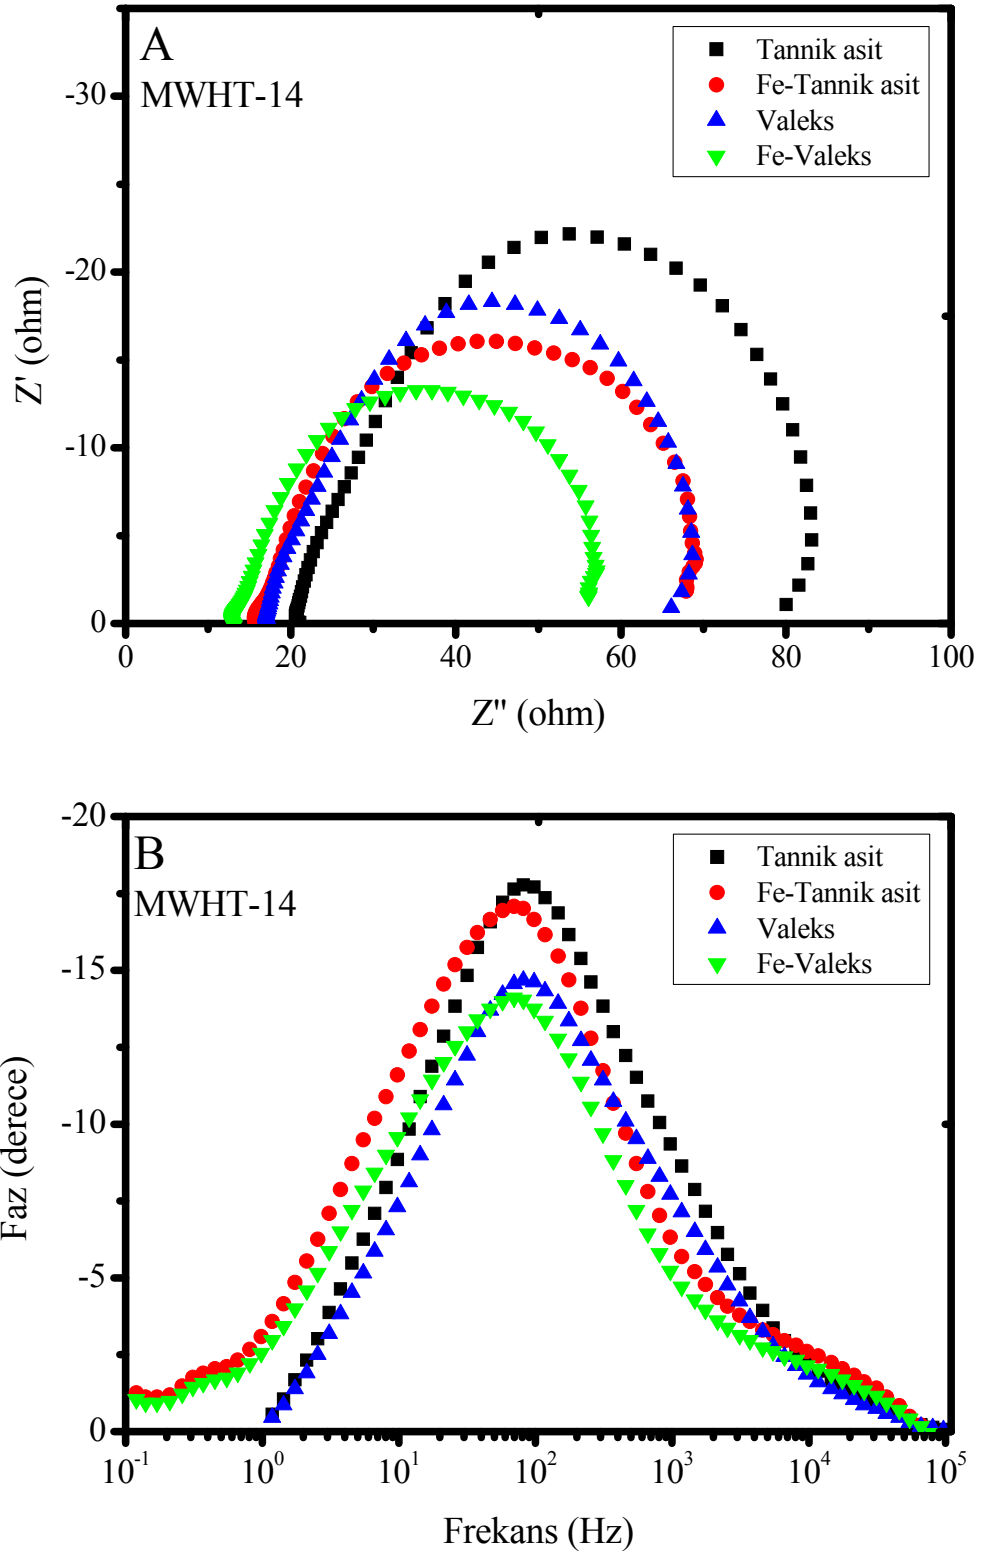 A
MWHT-14
Tannik asit
Fe-Tannik asit
Valeks
Fe-Valeks
-30
-20
-10
0
Z' (ohm)
0 20 40 60 80 100
Z'' (ohm)
B
MWHT-14
Tannik asit
Fe-Tannik asit
Valeks
Fe-Valeks
-20
-15
-10
-5
0
Faz (derece)
10⁻¹ 10⁰ 10¹ 10² 10³ 10⁴ 10⁵
Frekans (Hz)